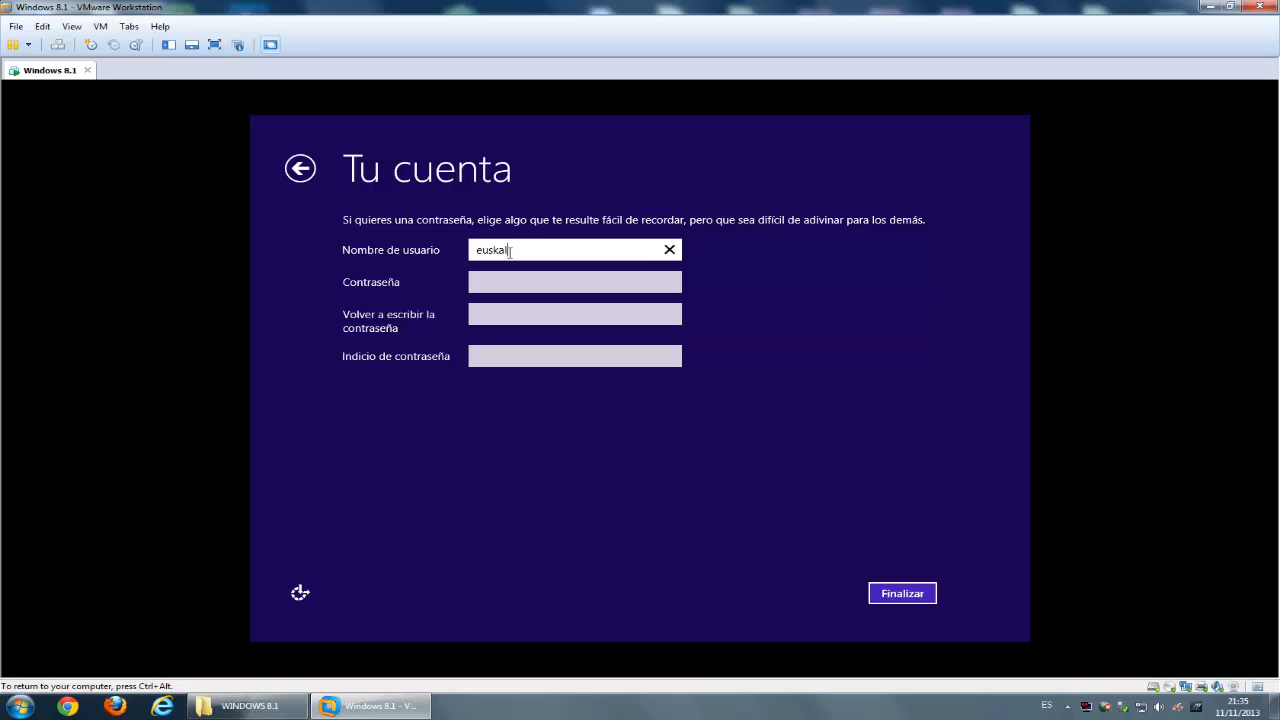 Windows 8.1 - VMware Workstation
File Edit View VM Tabs Help
Windows 8.1
Tu cuenta
Si quieres una contraseña, elige algo que te resulte fácil de recordar, pero que sea difícil de adivinar para los demás.
Nombre de usuario euskal
Contraseña
Volver a escribir la
contraseña
Indicio de contraseña
Finalizar
To return to your computer, press Ctrl+Alt.
WINDOWS 8.1
Windows 8.1 - V...
ES
21:35
11/11/2013